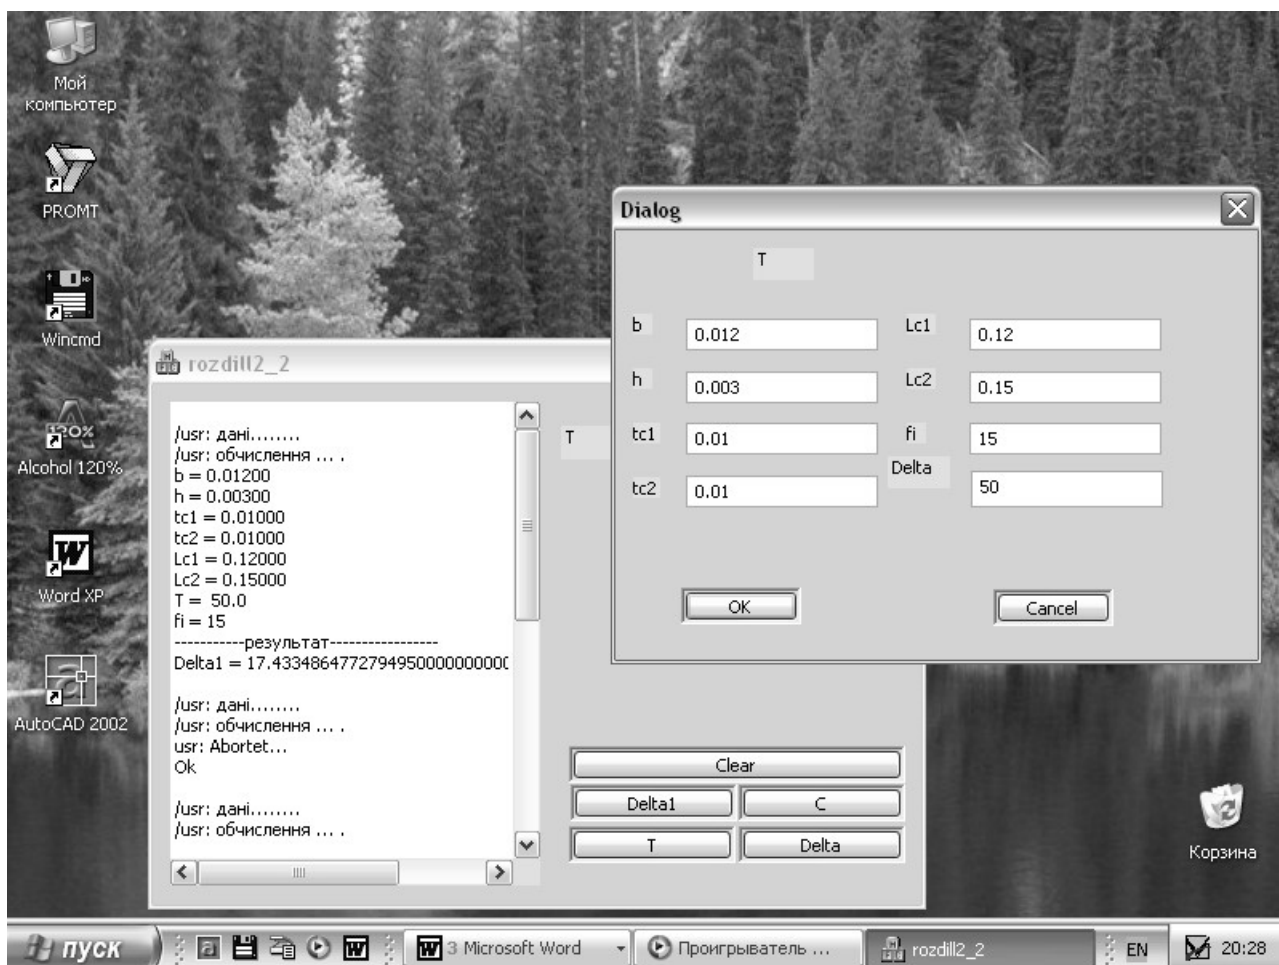 Мой
компьютер
PROMT
Wincmd
120%
Alcohol 120%
Word XP
AutoCAD 2002
Корзина
rozdill2_2
/usr: дані........
/usr: обчислення ... .
b = 0.01200
h = 0.00300
tc1 = 0.01000
tc2 = 0.01000
Lc1 = 0.12000
Lc2 = 0.15000
T =  50.0
fi = 15
-----------результат-----------------
Delta1 = 17.4334864772794950000000000
/usr: дані........
/usr: обчислення ... .
usr: Abortet...
Ok
/usr: дані........
/usr: обчислення ... .
T
Clear
Delta1 C
T Delta
Dialog
T
b 0.012 Lc1 0.12
h 0.003 Lc2 0.15
tc1 0.01 fi 15
tc2 0.01 Delta 50
OK Cancel
пуск 3 Microsoft Word Проигрыватель ... rozdill2_2 EN 20:28